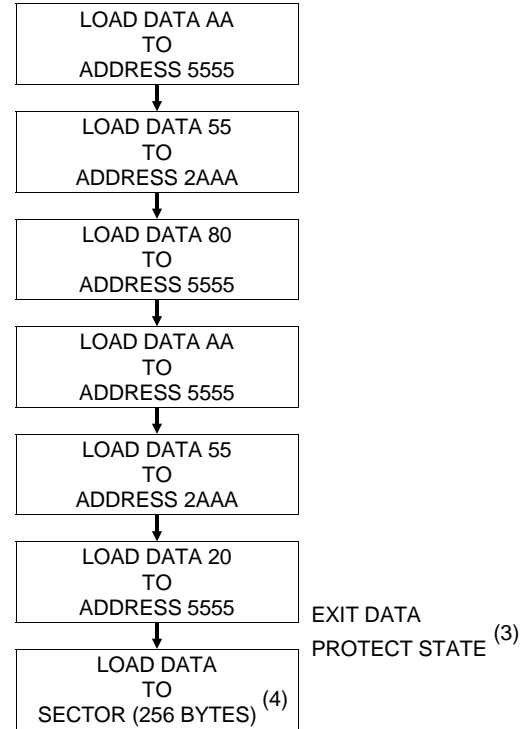 LOAD DATA AA
TO
ADDRESS 5555
LOAD DATA 55
TO
ADDRESS 2AAA
LOAD DATA 80
TO
ADDRESS 5555
LOAD DATA AA
TO
ADDRESS 5555
LOAD DATA 55
TO
ADDRESS 2AAA
LOAD DATA 20
TO
ADDRESS 5555
EXIT DATA
PROTECT STATE (3)
LOAD DATA
TO
SECTOR (256 BYTES) (4)